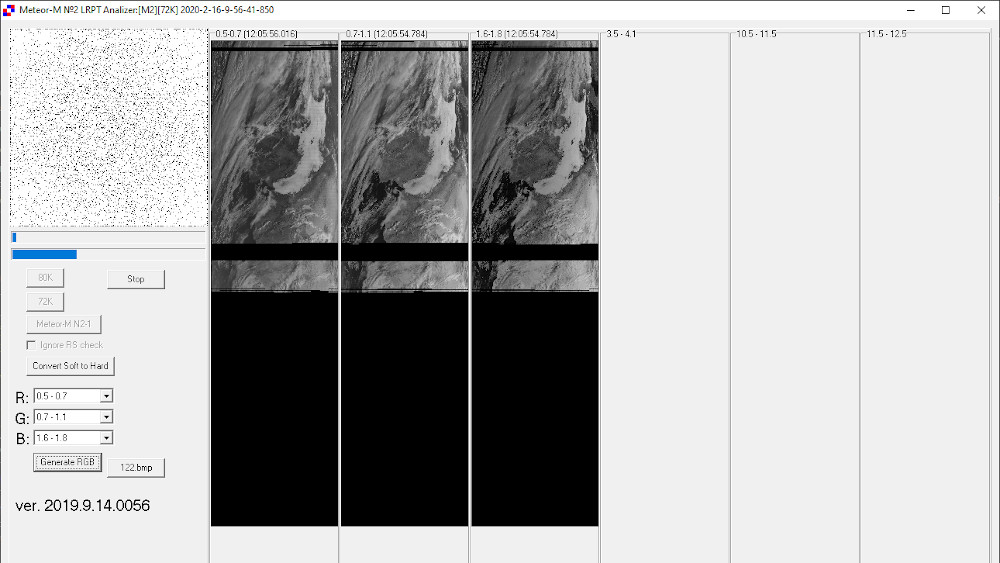 Meteor-M №2 LRPT Analizer:[M2][72K] 2020-2-16-9-56-41-850
0.5-0.7 [12:05:56.016]
0.7-1.1 [12:05:54.784]
1.6-1.8 [12:05:54.784]
3.5 - 4.1
10.5 - 11.5
11.5 - 12.5
80K
Stop
72K
Meteor-M N2-1
Ignore RS check
Convert Soft to Hard
R: 0.5 - 0.7
G: 0.7 - 1.1
B: 1.6 - 1.8
Generate RGB
122.bmp
ver. 2019.9.14.0056